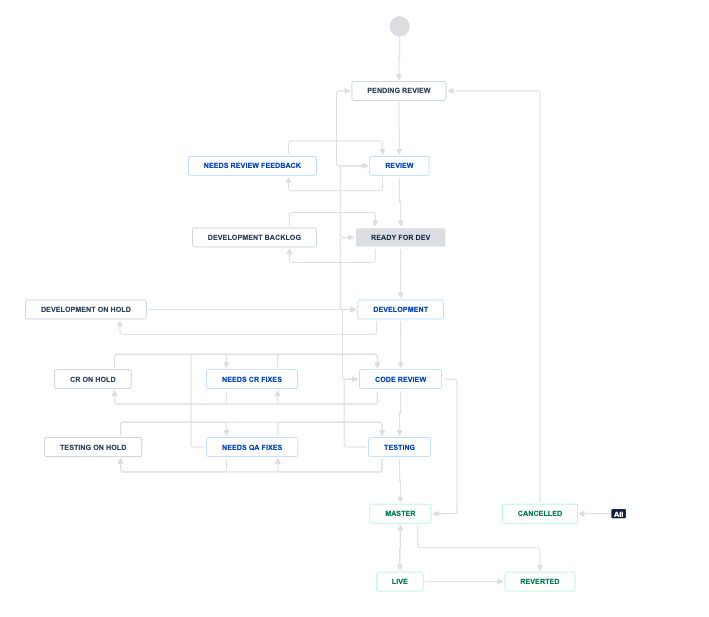 PENDING REVIEW
NEEDS REVIEW FEEDBACK
REVIEW
DEVELOPMENT BACKLOG
READY FOR DEV
DEVELOPMENT ON HOLD
DEVELOPMENT
CR ON HOLD
NEEDS CR FIXES
CODE REVIEW
TESTING ON HOLD
NEEDS QA FIXES
TESTING
MASTER
CANCELLED
All
LIVE
REVERTED